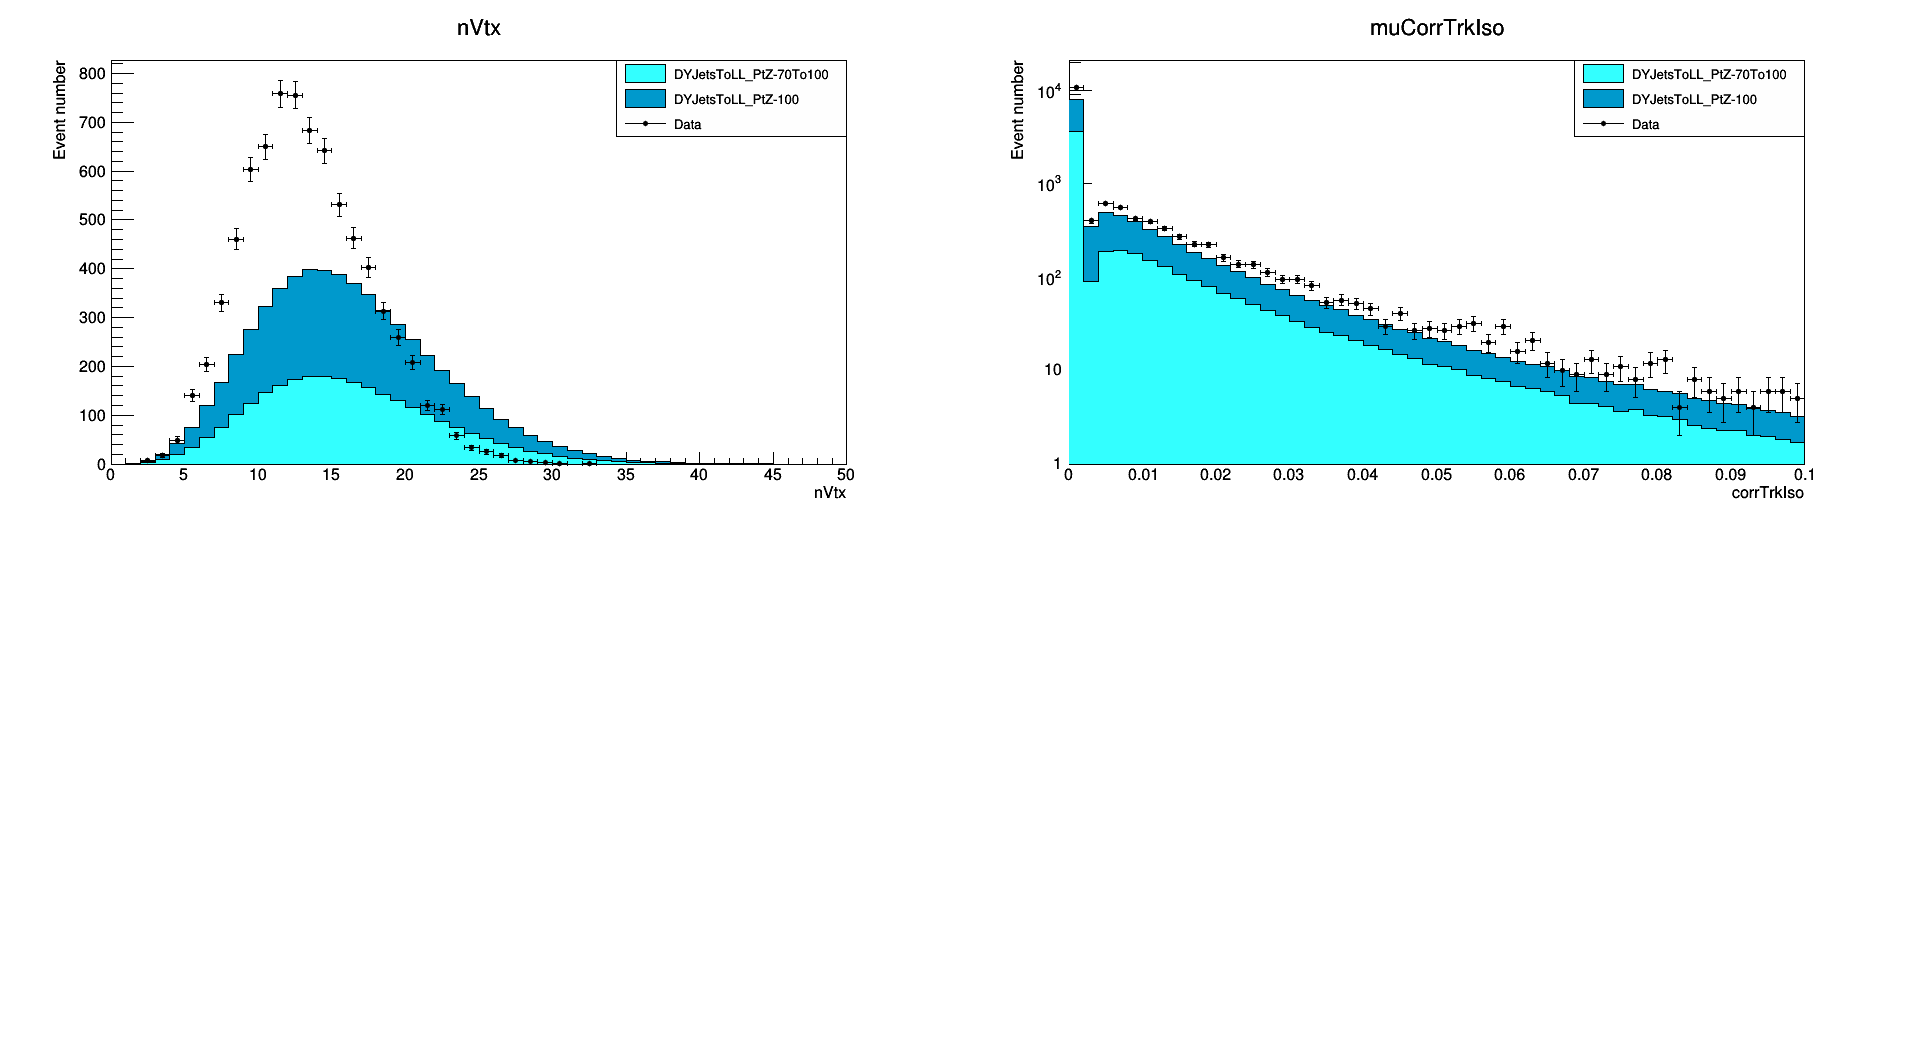 nVtx
Event number
800
700
600
500
400
300
200
100
0
0 5 10 15 20 25 30 35 40 45 50
nVtx
DYJetsToLL_PtZ-70To100
DYJetsToLL_PtZ-100
Data
muCorrTrkIso
Event number
10^4
10^3
10^2
10
1
0 0.01 0.02 0.03 0.04 0.05 0.06 0.07 0.08 0.09 0.1
corrTrkIso
DYJetsToLL_PtZ-70To100
DYJetsToLL_PtZ-100
Data